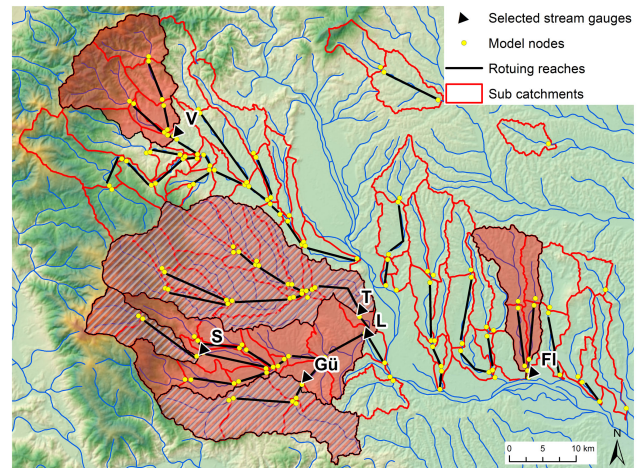 Selected stream gauges
Model nodes
Rotuing reaches
Sub catchments
V
T
L
S
Gü
Fl
N
0 5 10 km